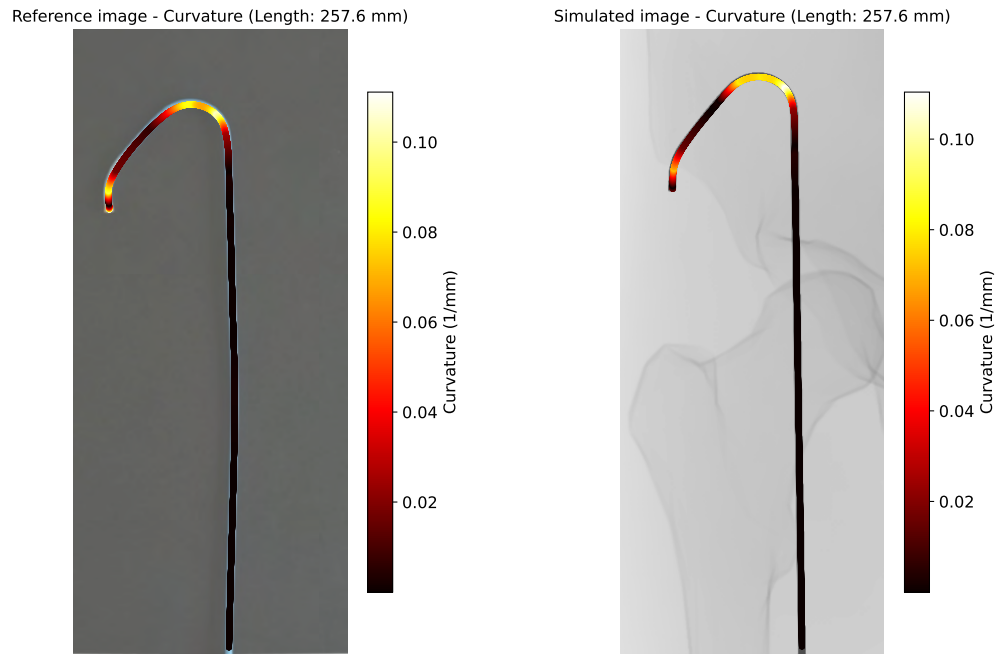 Reference image - Curvature (Length: 257.6 mm)
0.10
0.08
0.06
0.04
0.02
Curvature (1/mm)
Simulated image - Curvature (Length: 257.6 mm)
0.10
0.08
0.06
0.04
0.02
Curvature (1/mm)